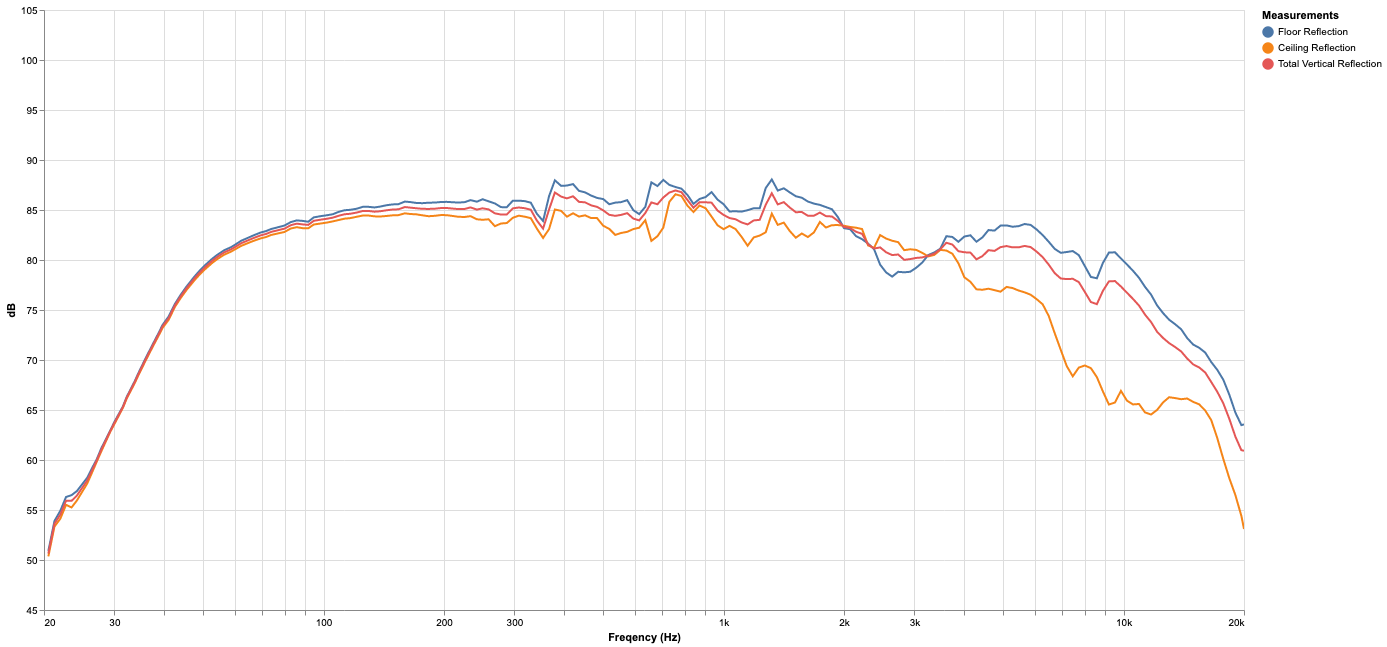 105
100
95
90
85
80
75
70
65
60
55
50
45
dB
20 30 100 200 300 1k 2k 3k 10k 20k
Freqency (Hz)
Measurements
Floor Reflection
Ceiling Reflection
Total Vertical Reflection